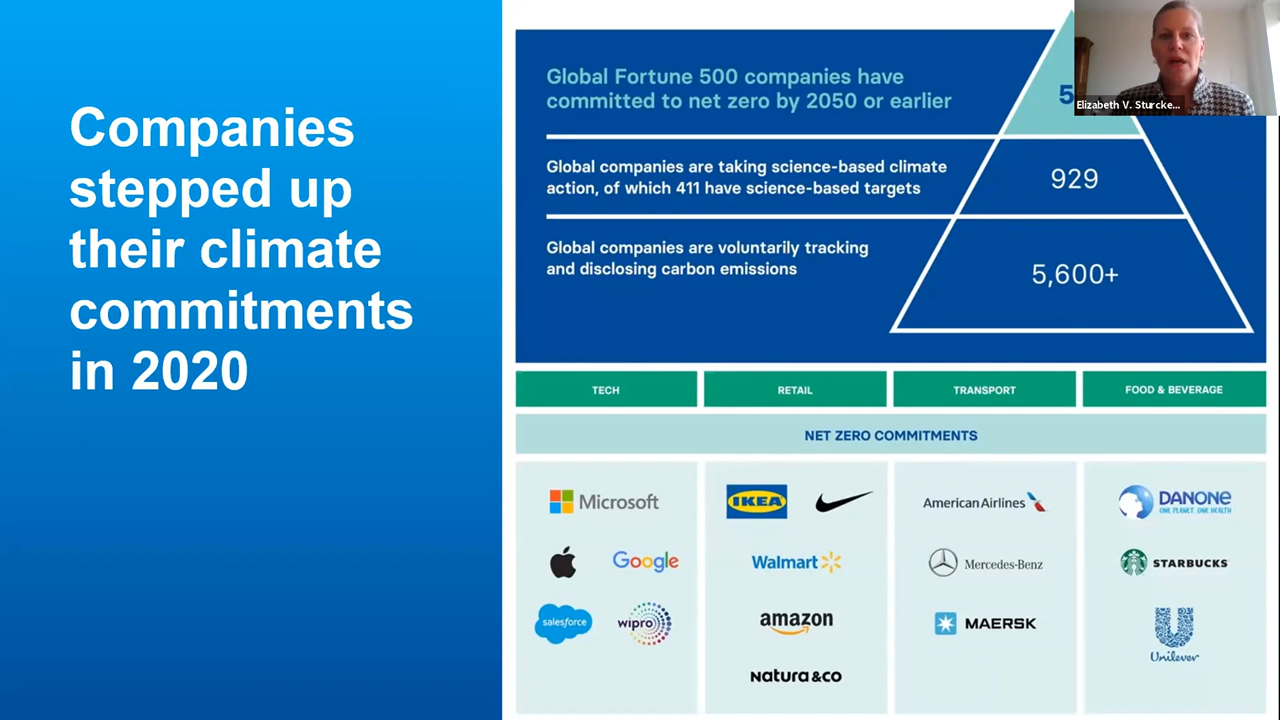 Companies
stepped up
their climate
commitments
in 2020
Global Fortune 500 companies have
committed to net zero by 2050 or earlier
Elizabeth V. Sturcke...
Global companies are taking science-based climate
action, of which 411 have science-based targets
929
Global companies are voluntarily tracking
and disclosing carbon emissions
5,600+
TECH
RETAIL
TRANSPORT
FOOD & BEVERAGE
NET ZERO COMMITMENTS
Microsoft
IKEA
American Airlines
DANONE
ONE PLANET. ONE HEALTH
Google
Walmart
Mercedes-Benz
STARBUCKS
salesforce
wipro
amazon
MAERSK
Unilever
Natura &CO